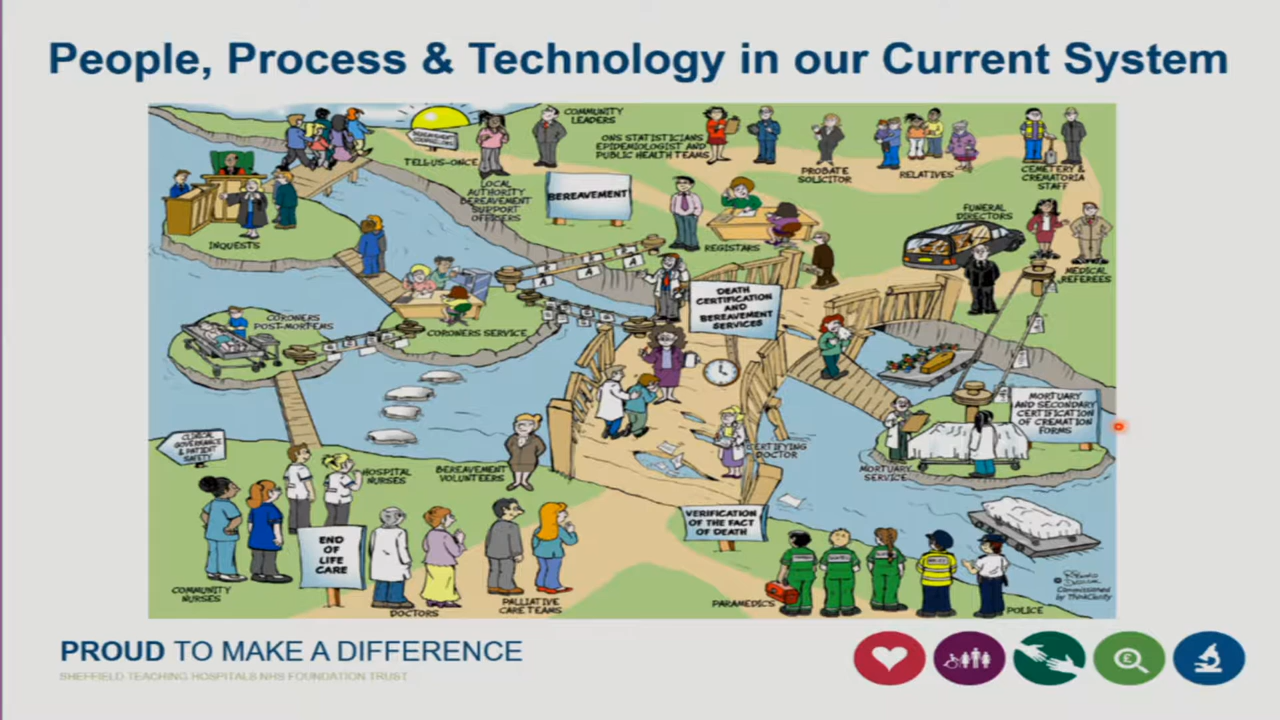 People, Process & Technology in our Current System
COMMUNITY
LEADERS
ONS STATISTICIANS
EPIDEMIOLOGIST AND
PUBLIC HEALTH TEAMS
TELL-US-ONCE
LOCAL
AUTHORITY
BEREAVEMENT
SUPPORT
OFFICERS
BEREAVEMENT
PROBATE
SOLICITOR
RELATIVES
CEMETERY &
CREMATORIA
STAFF
INQUESTS
REGISTARS
FUNERAL
DIRECTORS
MEDICAL
REFEREES
DEATH
CERTIFICATION
AND
BEREAVEMENT
SERVICES
CORONERS
POST-MORTEMS
CORONERS SERVICE
MORTUARY
AND SECONDARY
CERTIFICATION
OF CREMATION
FORMS
CLINICAL
GOVERNANCE
& PATIENT
SAFETY
HOSPITAL
NURSES
BEREAVEMENT
VOLUNTEERS
CERTIFYING
DOCTOR
MORTUARY
SERVICE
VERIFICATION
OF THE FACT
OF DEATH
END
OF
LIFE
CARE
COMMUNITY
NURSES
DOCTORS
PALLIATIVE
CARE TEAMS
PARAMEDICS
POLICE
Commissioned
by ThinkClarity
PROUD TO MAKE A DIFFERENCE
SHEFFIELD TEACHING HOSPITALS NHS FOUNDATION TRUST